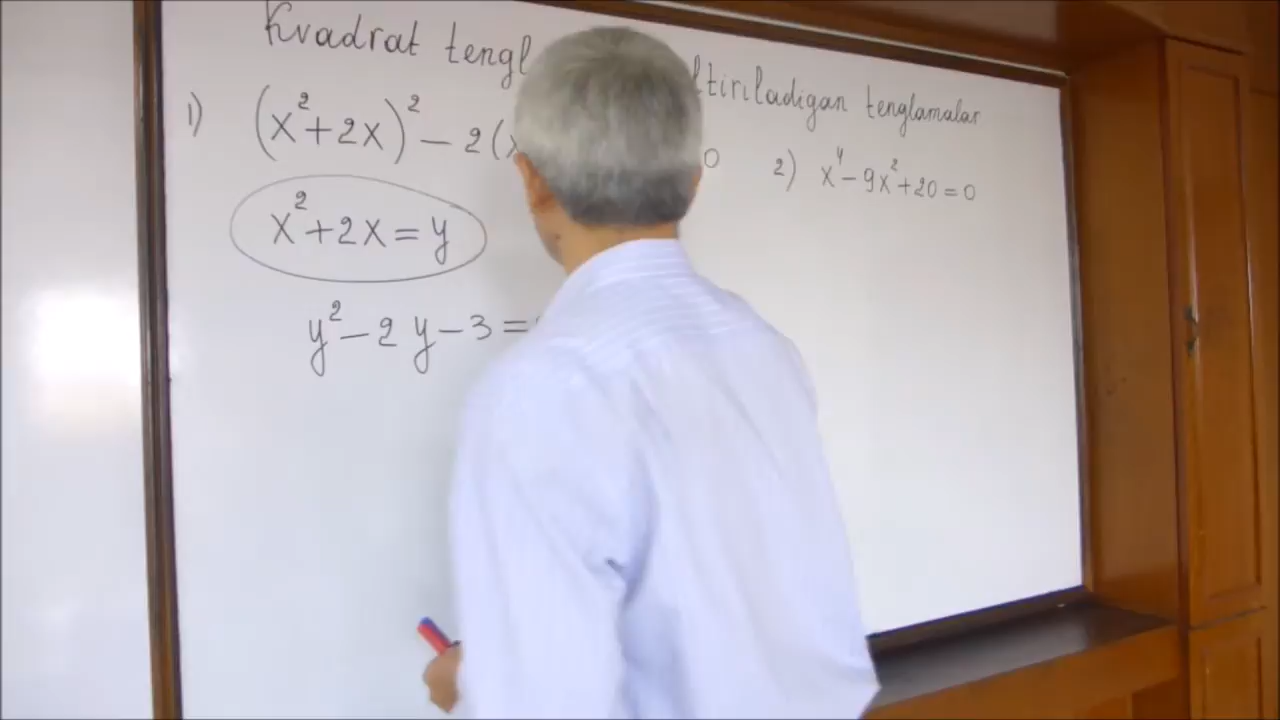 Kvadrat tengl ltiriladigan tenglamalar
1) (x²+2x)² − 2(x 0
x²+2x=y
y²−2y−3=
2) x⁴−9x²+20=0